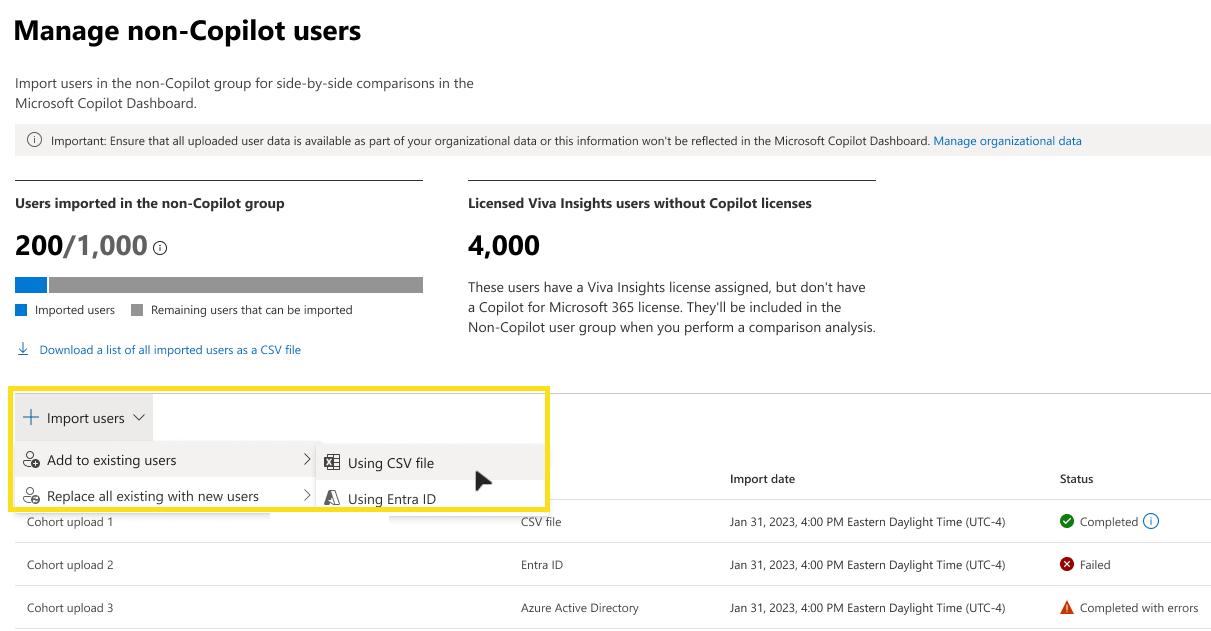 Manage non-Copilot users
Import users in the non-Copilot group for side-by-side comparisons in the
Microsoft Copilot Dashboard.
Important: Ensure that all uploaded user data is available as part of your organizational data or this information won't be reflected in the Microsoft Copilot Dashboard. Manage organizational data
Users imported in the non-Copilot group
200/1,000
Imported users
Remaining users that can be imported
Download a list of all imported users as a CSV file
Licensed Viva Insights users without Copilot licenses
4,000
These users have a Viva Insights license assigned, but don't have
a Copilot for Microsoft 365 license. They'll be included in the
Non-Copilot user group when you perform a comparison analysis.
Import users
Add to existing users
Using CSV file
Replace all existing with new users
Using Entra ID
Import date
Status
Cohort upload 1
CSV file
Jan 31, 2023, 4:00 PM Eastern Daylight Time (UTC-4)
Completed
Cohort upload 2
Entra ID
Jan 31, 2023, 4:00 PM Eastern Daylight Time (UTC-4)
Failed
Cohort upload 3
Azure Active Directory
Jan 31, 2023, 4:00 PM Eastern Daylight Time (UTC-4)
Completed with errors